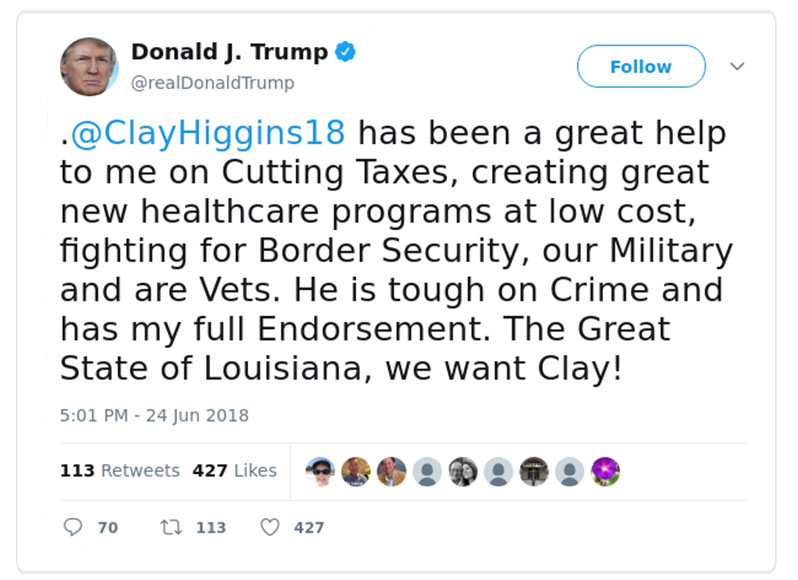 Donald J. Trump
@realDonaldTrump
Follow
.@ClayHiggins18 has been a great help
to me on Cutting Taxes, creating great
new healthcare programs at low cost,
fighting for Border Security, our Military
and are Vets. He is tough on Crime and
has my full Endorsement. The Great
State of Louisiana, we want Clay!
5:01 PM - 24 Jun 2018
113 Retweets 427 Likes
70 113 427